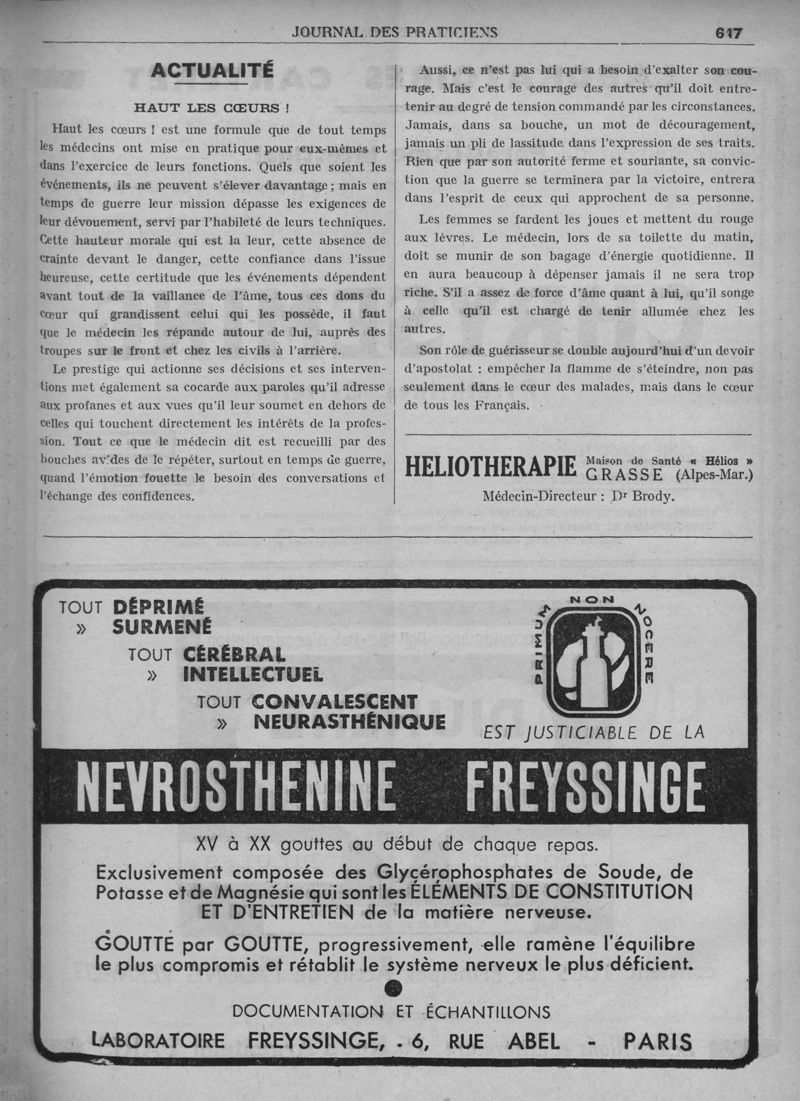 JOURNAL DES PRATICIENS 617
ACTUALITÉ
HAUT LES CŒURS !
Haut les cœurs ! est une formule que de tout temps
les médecins ont mise en pratique pour eux-mêmes et
dans l'exercice de leurs fonctions. Quels que soient les
événements, ils ne peuvent s'élever davantage ; mais en
temps de guerre leur mission dépasse les exigences de
leur dévouement, servi par l'habileté de leurs techniques.
Cette hauteur morale qui est la leur, cette absence de
crainte devant le danger, cette confiance dans l'issue
heureuse, cette certitude que les événements dépendent
avant tout de la vaillance de l'âme, tous ces dons du
cœur qui grandissent celui qui les possède, il faut
que le médecin les répande autour de lui, auprès des
troupes sur le front et chez les civils à l'arrière.
Le prestige qui actionne ses décisions et ses interven-
tions met également sa cocarde aux paroles qu'il adresse
aux profanes et aux vues qu'il leur soumet en dehors de
celles qui touchent directement les intérêts de la profes-
sion. Tout ce que le médecin dit est recueilli par des
bouches av'des de le répéter, surtout en temps de guerre,
quand l'émotion fouette le besoin des conversations et
l'échange des confidences.
Aussi, ce n'est pas lui qui a besoin d'exalter son cou-
rage. Mais c'est le courage des autres qu'il doit entre-
tenir au degré de tension commandé par les circonstances.
Jamais, dans sa bouche, un mot de découragement,
jamais un pli de lassitude dans l'expression de ses traits.
Rien que par son autorité ferme et souriante, sa convic-
tion que la guerre se terminera par la victoire, entrera
dans l'esprit de ceux qui approchent de sa personne.
Les femmes se fardent les joues et mettent du rouge
aux lèvres. Le médecin, lors de sa toilette du matin,
doit se munir de son bagage d'énergie quotidienne. Il
en aura beaucoup à dépenser jamais il ne sera trop
riche. S'il a assez de force d'âme quant à lui, qu'il songe
à celle qu'il est chargé de tenir allumée chez les
autres.
Son rôle de guérisseur se double aujourd'hui d'un devoir
d'apostolat : empêcher la flamme de s'éteindre, non pas
seulement dans le cœur des malades, mais dans le cœur
de tous les Français.
HELIOTHERAPIE Maison de Santé « Hélios »
GRASSE (Alpes-Mar.)
Médecin-Directeur : Dr Brody.
TOUT DÉPRIMÉ
» SURMENÉ
TOUT CÉRÉBRAL
» INTELLECTUEL
TOUT CONVALESCENT
» NEURASTHÉNIQUE
PRIMUM NON NOCERE
EST JUSTICIABLE DE LA
NEVROSTHENINE FREYSSINGE
XV à XX gouttes au début de chaque repas.
Exclusivement composée des Glycérophosphates de Soude, de
Potasse et de Magnésie qui sont les ÉLÉMENTS DE CONSTITUTION
ET D'ENTRETIEN de la matière nerveuse.
GOUTTE par GOUTTE, progressivement, elle ramène l'équilibre
le plus compromis et rétablit le système nerveux le plus déficient.
DOCUMENTATION ET ÉCHANTILLONS
LABORATOIRE FREYSSINGE, . 6, RUE ABEL - PARIS